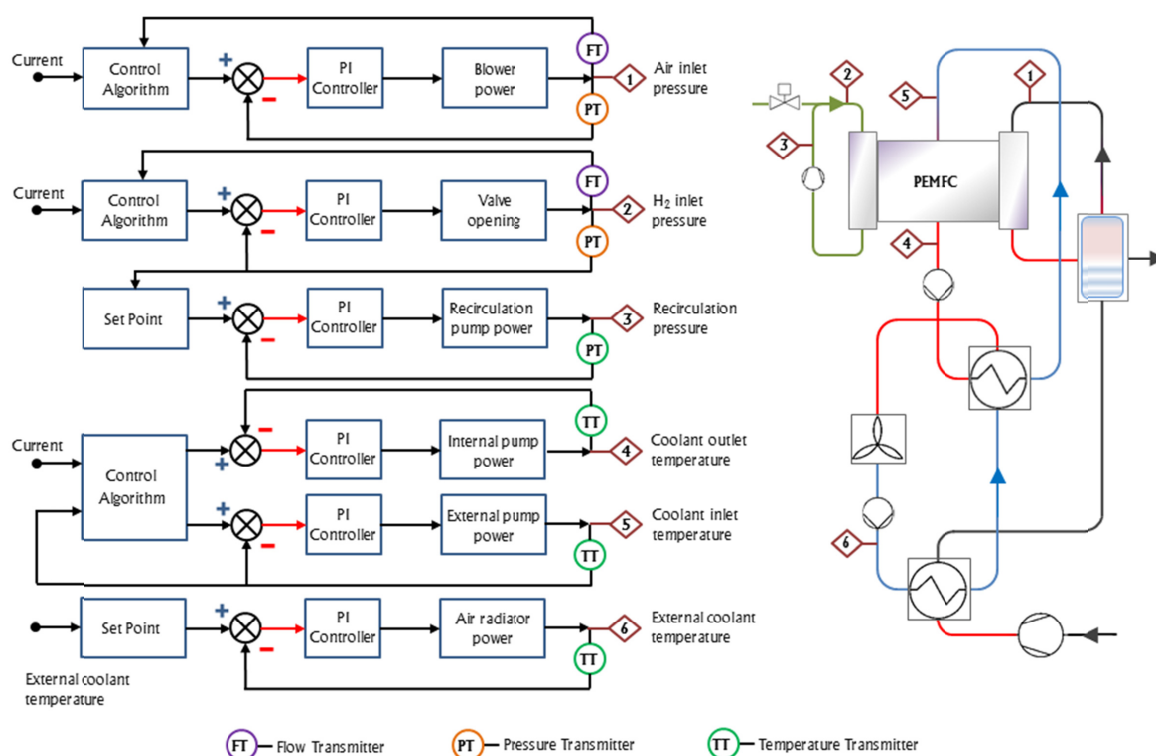 Current
Control
Algorithm
+
−
PI
Controller
Blower
power
FT
PT
1
Air inlet
pressure
Current
Control
Algorithm
+
−
PI
Controller
Valve
opening
FT
PT
2
H₂ inlet
pressure
Set Point
+
−
PI
Controller
Recirculation
pump power
PT
3
Recirculation
pressure
Current
Control
Algorithm
−
+
PI
Controller
Internal pump
power
TT
4
Coolant outlet
temperature
+
−
PI
Controller
External pump
power
TT
5
Coolant inlet
temperature
Set Point
External coolant
temperature
+
−
PI
Controller
Air radiator
power
TT
6
External coolant
temperature
2
3
5
1
PEMFC
4
6
FT
Flow Transmitter
PT
Pressure Transmitter
TT
Temperature Transmitter